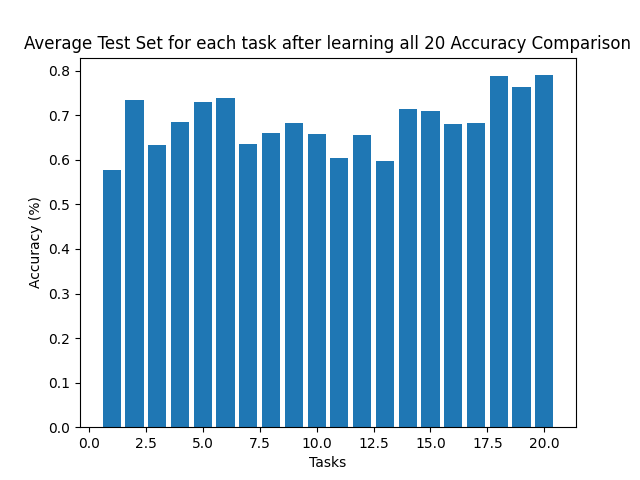 Average Test Set for each task after learning all 20 Accuracy Comparison
0.8
0.7
0.6
0.5
0.4
0.3
0.2
0.1
0.0
Accuracy (%)
0.0 2.5 5.0 7.5 10.0 12.5 15.0 17.5 20.0
Tasks